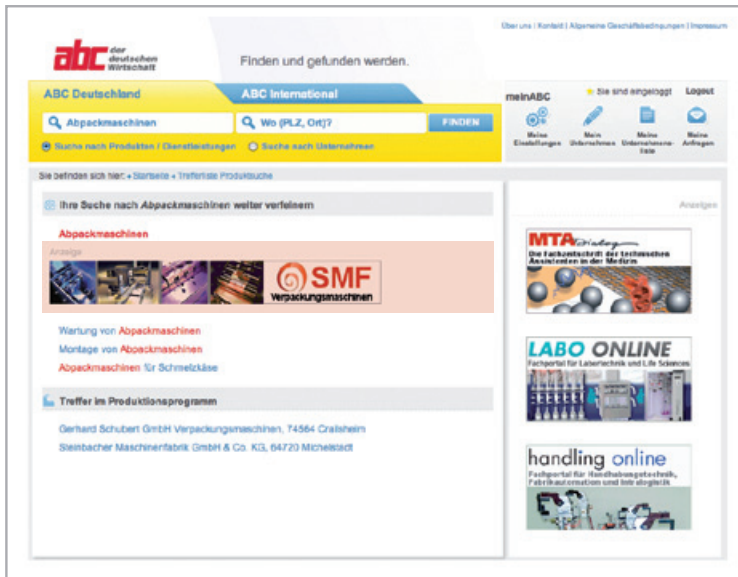 Über uns | Kontakt | Allgemeine Geschäftsbedingungen | Impressum
abc der deutschen Wirtschaft
Finden und gefunden werden.
ABC Deutschland
ABC International
meinABC
Sie sind eingeloggt
Logout
Abpackmaschinen
Wo (PLZ, Ort)?
FINDEN
Meine Einstellungen
Mein Unternehmen
Meine Unternehmens-liste
Meine Anfragen
Suche nach Produkten / Dienstleistungen
Suche nach Unternehmen
Sie befinden sich hier: Startseite Trefferliste Produktsuche
Ihre Suche nach Abpackmaschinen weiter verfeinern
Anzeigen
Abpackmaschinen
Anzeige
SMF
Verpackungsmaschinen
Wartung von Abpackmaschinen
Montage von Abpackmaschinen
Abpackmaschinen für Schmelzkäse
Treffer im Produktionsprogramm
Gerhard Schubert GmbH Verpackungsmaschinen, 74564 Crailsheim
Steinbacher Maschinenfabrik GmbH & Co. KG, 64720 Michelstadt
MTA Dialog
Die Fachzeitschrift der technischen
Assistenten in der Medizin
LABO ONLINE
Fachportal für Labortechnik und Life Sciences
handling online
Fachportal für Handhabungstechnik,
Fabrikautomation und Intralogistik